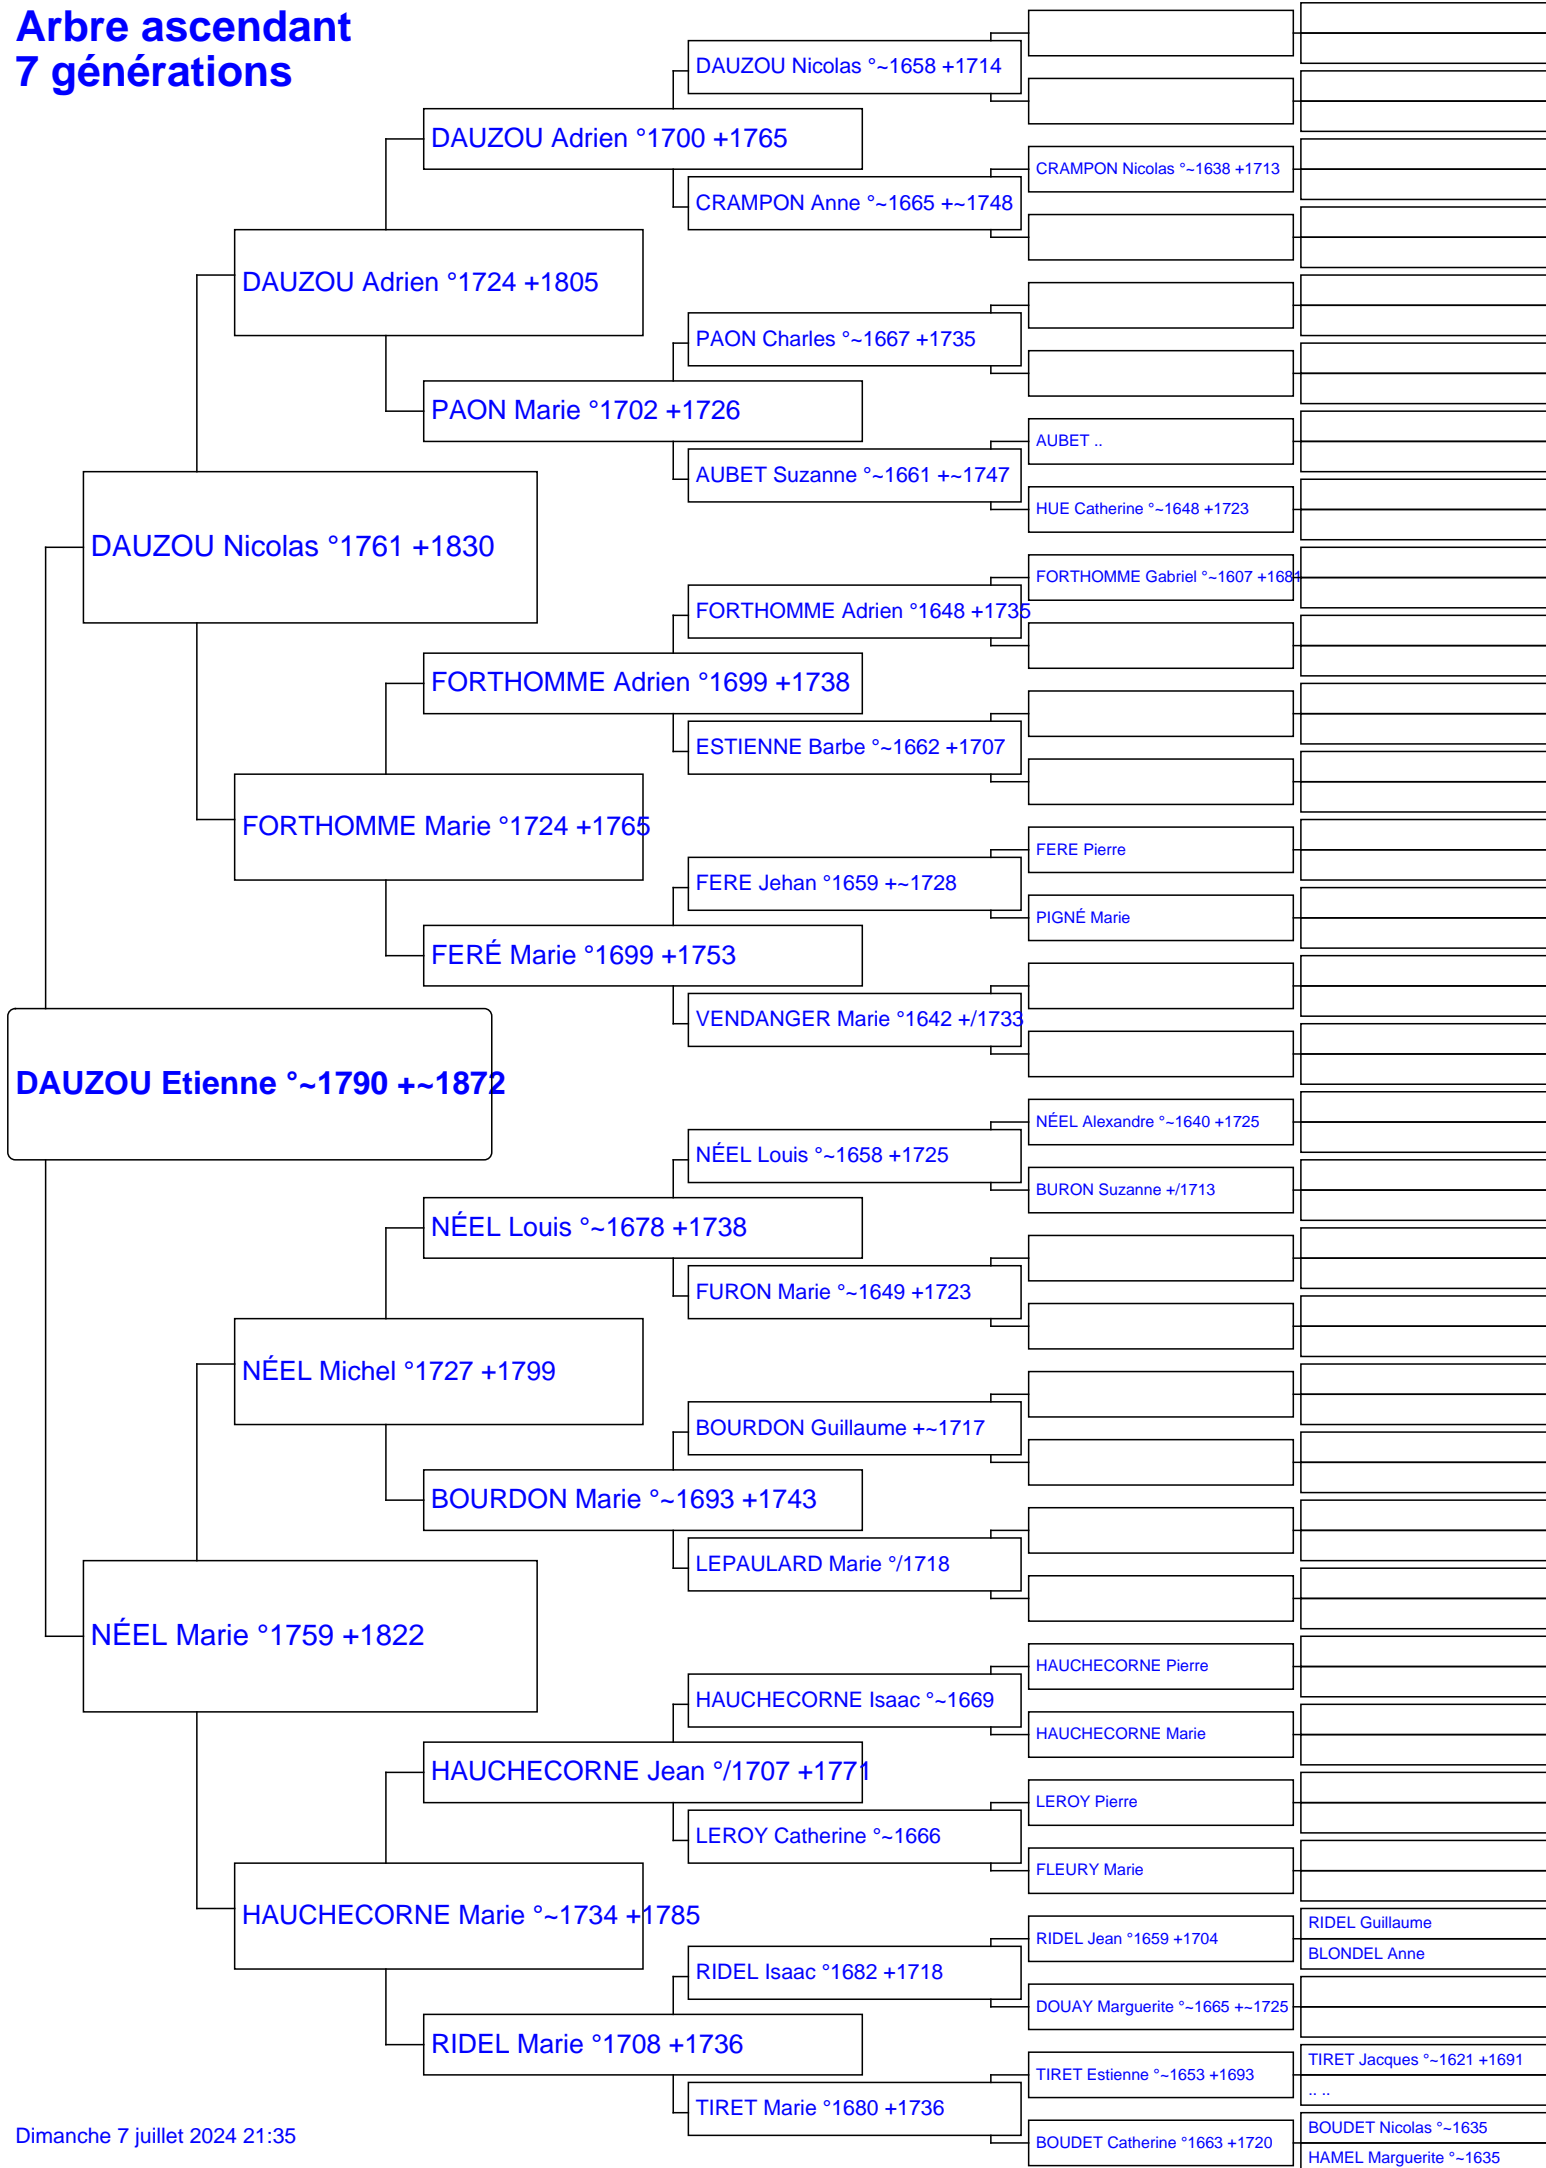 Arbre ascendant
7 générations
DAUZOU Nicolas °~1658 +1714
DAUZOU Adrien °1700 +1765
CRAMPON Nicolas °~1638 +1713
CRAMPON Anne °~1665 +~1748
DAUZOU Adrien °1724 +1805
PAON Charles °~1667 +1735
PAON Marie °1702 +1726
AUBET ..
AUBET Suzanne °~1661 +~1747
HUE Catherine °~1648 +1723
DAUZOU Nicolas °1761 +1830
FORTHOMME Gabriel °~1607 +1681
FORTHOMME Adrien °1648 +1735
FORTHOMME Adrien °1699 +1738
ESTIENNE Barbe °~1662 +1707
FORTHOMME Marie °1724 +1765
FERE Pierre
FERE Jehan °1659 +~1728
PIGNÉ Marie
FERÉ Marie °1699 +1753
VENDANGER Marie °1642 +/1733
DAUZOU Etienne °~1790 +~1872
NÉEL Alexandre °~1640 +1725
NÉEL Louis °~1658 +1725
BURON Suzanne +/1713
NÉEL Louis °~1678 +1738
FURON Marie °~1649 +1723
NÉEL Michel °1727 +1799
BOURDON Guillaume +~1717
BOURDON Marie °~1693 +1743
LEPAULARD Marie °/1718
NÉEL Marie °1759 +1822
HAUCHECORNE Pierre
HAUCHECORNE Isaac °~1669
HAUCHECORNE Marie
HAUCHECORNE Jean °/1707 +1771
LEROY Pierre
LEROY Catherine °~1666
FLEURY Marie
HAUCHECORNE Marie °~1734 +1785
RIDEL Guillaume
RIDEL Jean °1659 +1704
BLONDEL Anne
RIDEL Isaac °1682 +1718
DOUAY Marguerite °~1665 +~1725
RIDEL Marie °1708 +1736
TIRET Jacques °~1621 +1691
TIRET Estienne °~1653 +1693
.. ..
TIRET Marie °1680 +1736
BOUDET Nicolas °~1635
BOUDET Catherine °1663 +1720
HAMEL Marguerite °~1635
Dimanche 7 juillet 2024 21:35